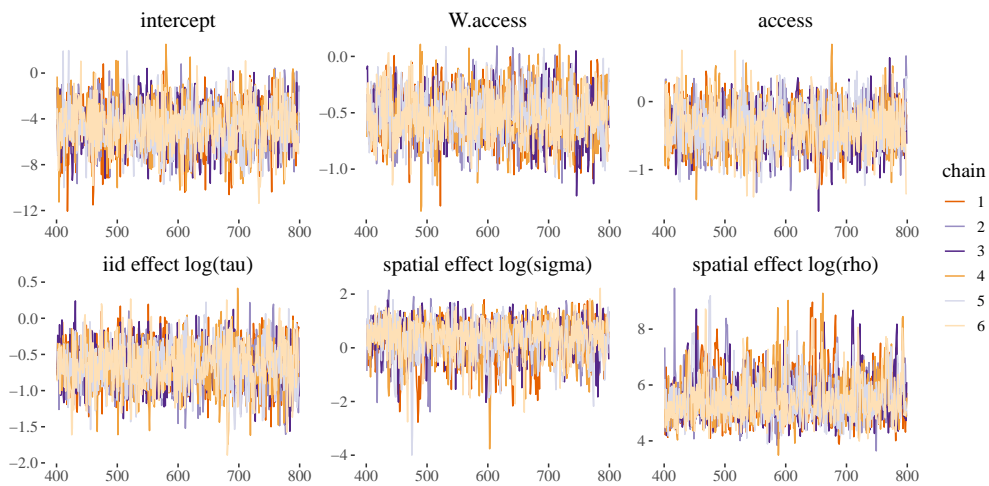 intercept W.access access
0 0.0 0
−4 −0.5
−8 −1.0 −1
−12
400 500 600 700 800 400 500 600 700 800 400 500 600 700 800
iid effect log(tau) spatial effect log(sigma) spatial effect log(rho)
0.5 2 8
0.0
−0.5 0 6
−1.0 −2
−1.5 4
−2.0 −4
400 500 600 700 800 400 500 600 700 800 400 500 600 700 800
chain
1
2
3
4
5
6